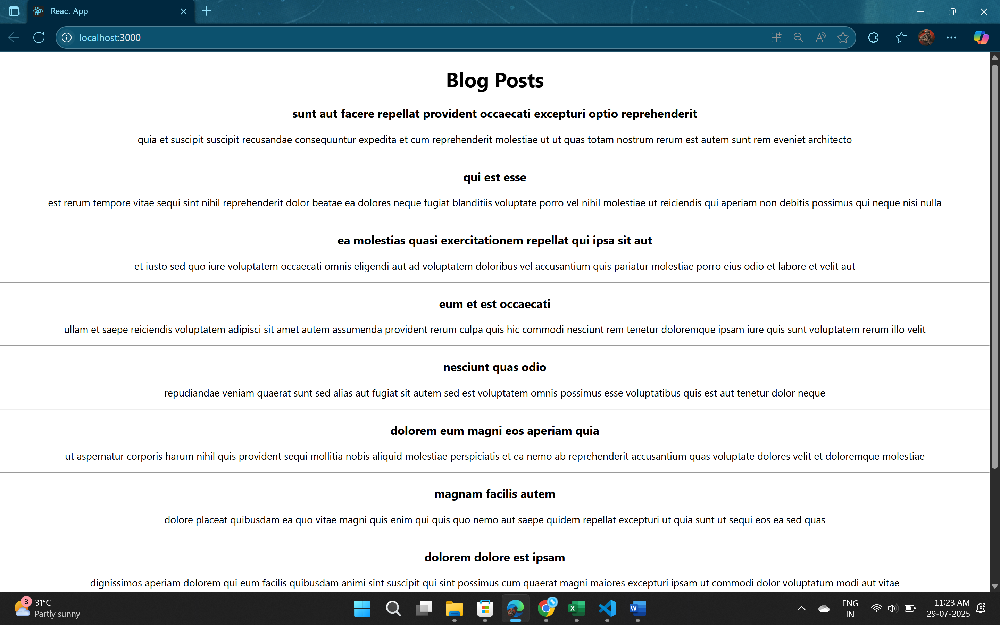 React App
localhost:3000
Blog Posts
sunt aut facere repellat provident occaecati excepturi optio reprehenderit
quia et suscipit suscipit recusandae consequuntur expedita et cum reprehenderit molestiae ut ut quas totam nostrum rerum est autem sunt rem eveniet architecto
qui est esse
est rerum tempore vitae sequi sint nihil reprehenderit dolor beatae ea dolores neque fugiat blanditiis voluptate porro vel nihil molestiae ut reiciendis qui aperiam non debitis possimus qui neque nisi nulla
ea molestias quasi exercitationem repellat qui ipsa sit aut
et iusto sed quo iure voluptatem occaecati omnis eligendi aut ad voluptatem doloribus vel accusantium quis pariatur molestiae porro eius odio et labore et velit aut
eum et est occaecati
ullam et saepe reiciendis voluptatem adipisci sit amet autem assumenda provident rerum culpa quis hic commodi nesciunt rem tenetur doloremque ipsam iure quis sunt voluptatem rerum illo velit
nesciunt quas odio
repudiandae veniam quaerat sunt sed alias aut fugiat sit autem sed est voluptatem omnis possimus esse voluptatibus quis est aut tenetur dolor neque
dolorem eum magni eos aperiam quia
ut aspernatur corporis harum nihil quis provident sequi mollitia nobis aliquid molestiae perspiciatis et ea nemo ab reprehenderit accusantium quas voluptate dolores velit et doloremque molestiae
magnam facilis autem
dolore placeat quibusdam ea quo vitae magni quis enim qui quis quo nemo aut saepe quidem repellat excepturi ut quia sunt ut sequi eos ea sed quas
dolorem dolore est ipsam
dignissimos aperiam dolorem qui eum facilis quibusdam animi sint suscipit qui sint possimus cum quaerat magni maiores excepturi ipsam ut commodi dolor voluptatum modi aut vitae
3
31°C
Partly sunny
ENG
IN
11:23 AM
29-07-2025